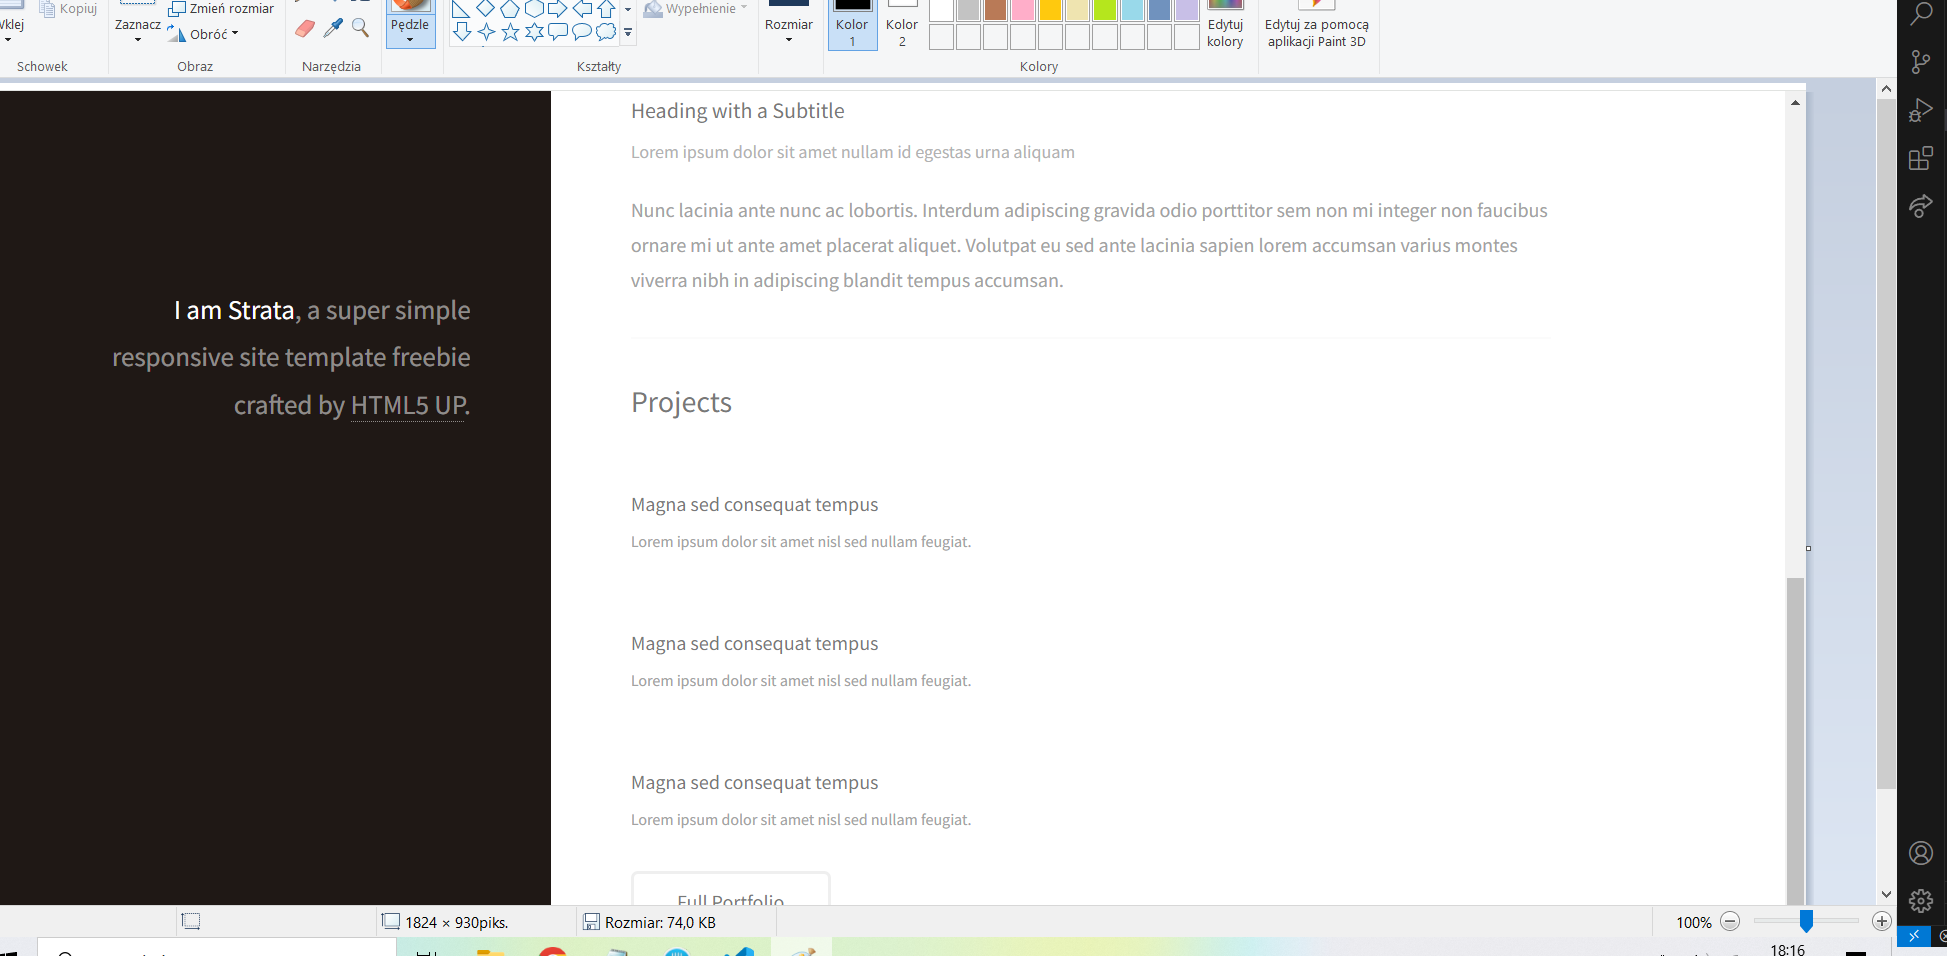 Kopiuj
Zaznacz
Zmień rozmiar
Obróć
Pędzle
Wypełnienie
Rozmiar
Kolor
1
Kolor
2
Edytuj
kolory
Edytuj za pomocą
aplikacji Paint 3D
Schowek
Obraz
Narzędzia
Kształty
Kolory
I am Strata, a super simple
responsive site template freebie
crafted by HTML5 UP.
Heading with a Subtitle
Lorem ipsum dolor sit amet nullam id egestas urna aliquam
Nunc lacinia ante nunc ac lobortis. Interdum adipiscing gravida odio porttitor sem non mi integer non faucibus
ornare mi ut ante amet placerat aliquet. Volutpat eu sed ante lacinia sapien lorem accumsan varius montes
viverra nibh in adipiscing blandit tempus accumsan.
Projects
Magna sed consequat tempus
Lorem ipsum dolor sit amet nisl sed nullam feugiat.
Magna sed consequat tempus
Lorem ipsum dolor sit amet nisl sed nullam feugiat.
Magna sed consequat tempus
Lorem ipsum dolor sit amet nisl sed nullam feugiat.
Full Portfolio
1824 × 930piks.
Rozmiar: 74,0 KB
100%
18:16